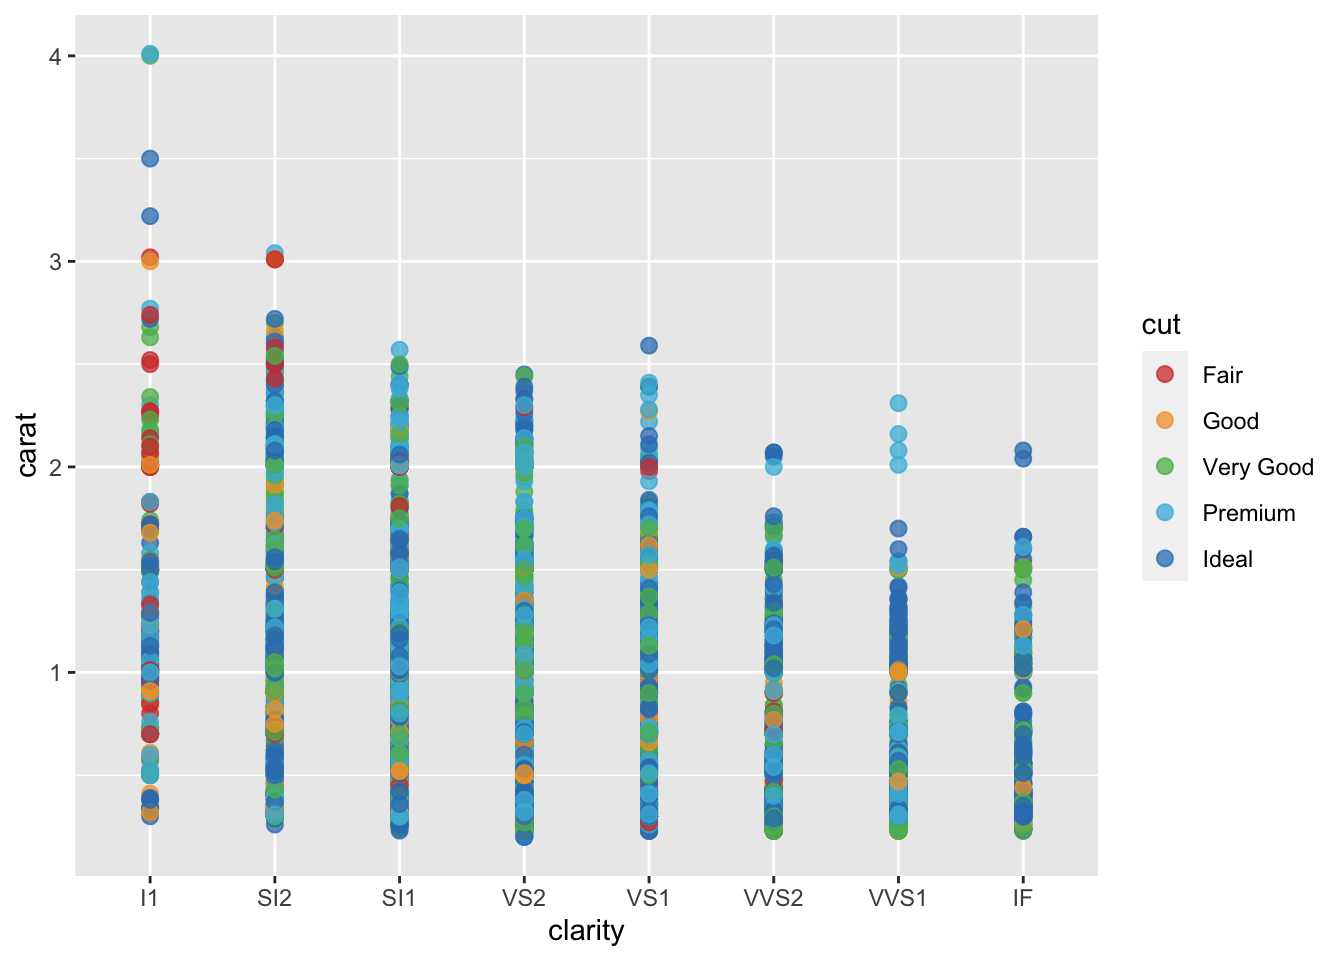 4
3
2
1
carat
I1 SI2 SI1 VS2 VS1 VVS2 VVS1 IF
clarity
cut
Fair
Good
Very Good
Premium
Ideal